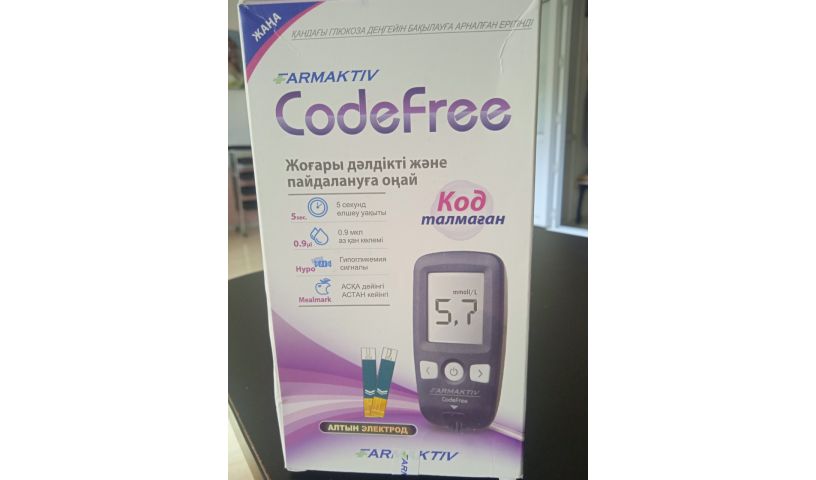 ЖАҢА
ҚАНДАҒЫ ГЛЮКОЗА ДЕҢГЕЙІН БАҚЫЛАУҒА АРНАЛҒАН ЕРІТІНДІ
FARMAKTIV
CodeFree
Жоғары дәлдікті және
пайдалануға оңай
5sec.
5 секунд
өлшеу уақыты
0.9µl
0.9 мкл
аз қан көлемі
Hypo
Гипогликемия
сигналы
Mealmark
АСҚА дейінгі
АСТАН кейінгі
Код
талмаған
mmol/L
5,7
FARMAKTIV
CodeFree
АЛТЫН ЭЛЕКТРОД
FARMAKTIV
FAR